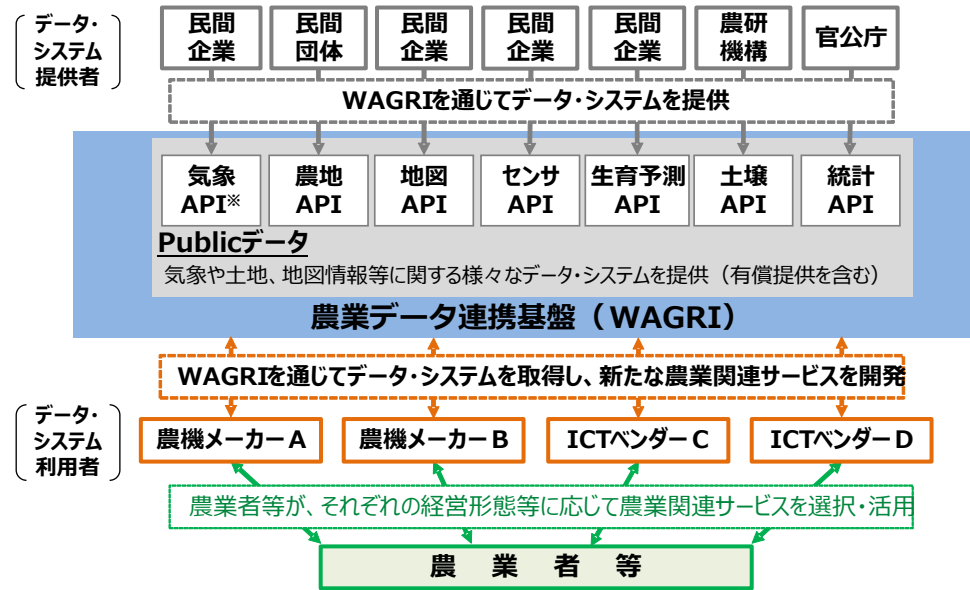 データ・
システム
提供者
民間
企業
民間
団体
民間
企業
民間
企業
民間
企業
農研
機構
官公庁
WAGRIを通じてデータ・システムを提供
気象
API※
農地
API
地図
API
センサ
API
生育予測
API
土壌
API
統計
API
Publicデータ
気象や土地、地図情報等に関する様々なデータ・システムを提供（有償提供を含む）
農業データ連携基盤（WAGRI）
WAGRIを通じてデータ・システムを取得し、新たな農業関連サービスを開発
データ・
システム
利用者
農機メーカーA
農機メーカーB
ICTベンダーC
ICTベンダーD
農業者等が、それぞれの経営形態等に応じて農業関連サービスを選択・活用
農業者等